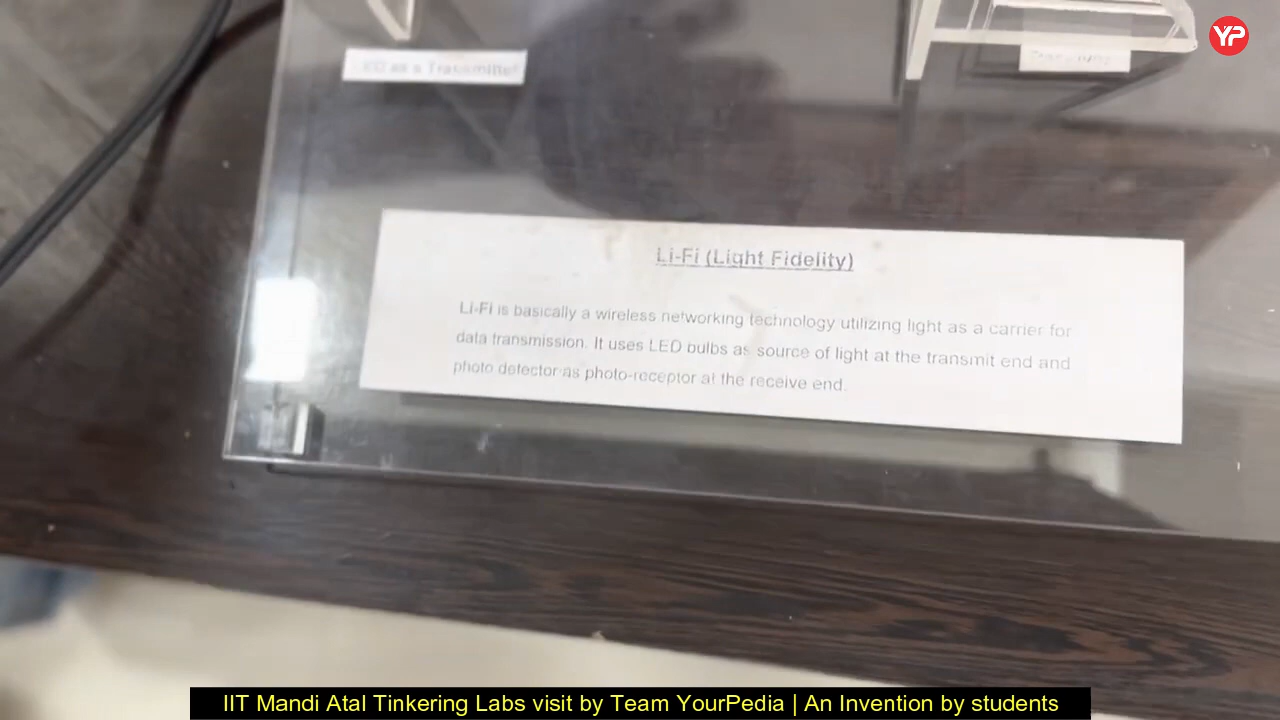 YP
as a Transmitter
Li-Fi (Light Fidelity)
Li-Fi is basically a wireless networking technology utilizing light as a carrier for
data transmission. It uses LED bulbs as source of light at the transmit end and
photo detector as photo-receptor at the receive end.
IIT Mandi Atal Tinkering Labs visit by Team YourPedia | An Invention by students